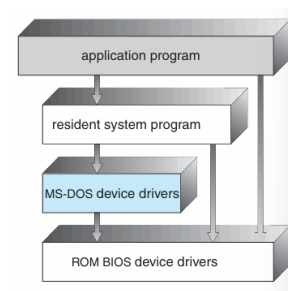 application program
resident system program
MS-DOS device drivers
ROM BIOS device drivers